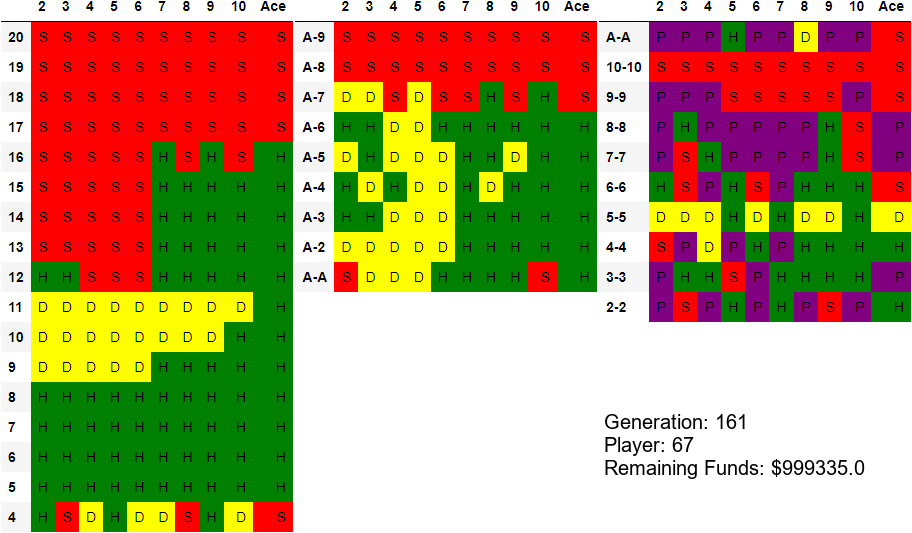 2 3 4 5 6 7 8 9 10 Ace
20 S S S S S S S S S S
19 S S S S S S S S S S
18 S S S S S S S S S S
17 S S S S S S S S S S
16 S S S S S H S H S H
15 S S S S S H H H H H
14 S S S S S H H H H H
13 S S S S S H H H H H
12 H H S S S H H H H H
11 D D D D D D D D D H
10 D D D D D D D D H H
9 D D D D D H H H H H
8 H H H H H H H H H H
7 H H H H H H H H H H
6 H H H H H H H H H H
5 H H H H H H H H H H
4 H S D H D D S H D S
2 3 4 5 6 7 8 9 10 Ace
A-9 S S S S S S S S S S
A-8 S S S S S S S S S S
A-7 D D S D S S H S H S
A-6 H H D D H H H H H H
A-5 D H D D D H H D H H
A-4 H D H D D H D H H H
A-3 H H D D D H H H H H
A-2 D D D D D H H H H H
A-A S D D D H H H H S H
2 3 4 5 6 7 8 9 10 Ace
A-A P P P H P P D P P S
10-10 S S S S S S S S S S
9-9 P P P S S S S S P S
8-8 P H P P P P P H S P
7-7 P S H P P P P H S P
6-6 H S P H S P H H H S
5-5 D D D H D H D D H D
4-4 S P D P H P H H H H
3-3 P H H S P H H H H P
2-2 P S P H P H P S P H
Generation: 161
Player: 67
Remaining Funds: $999335.0